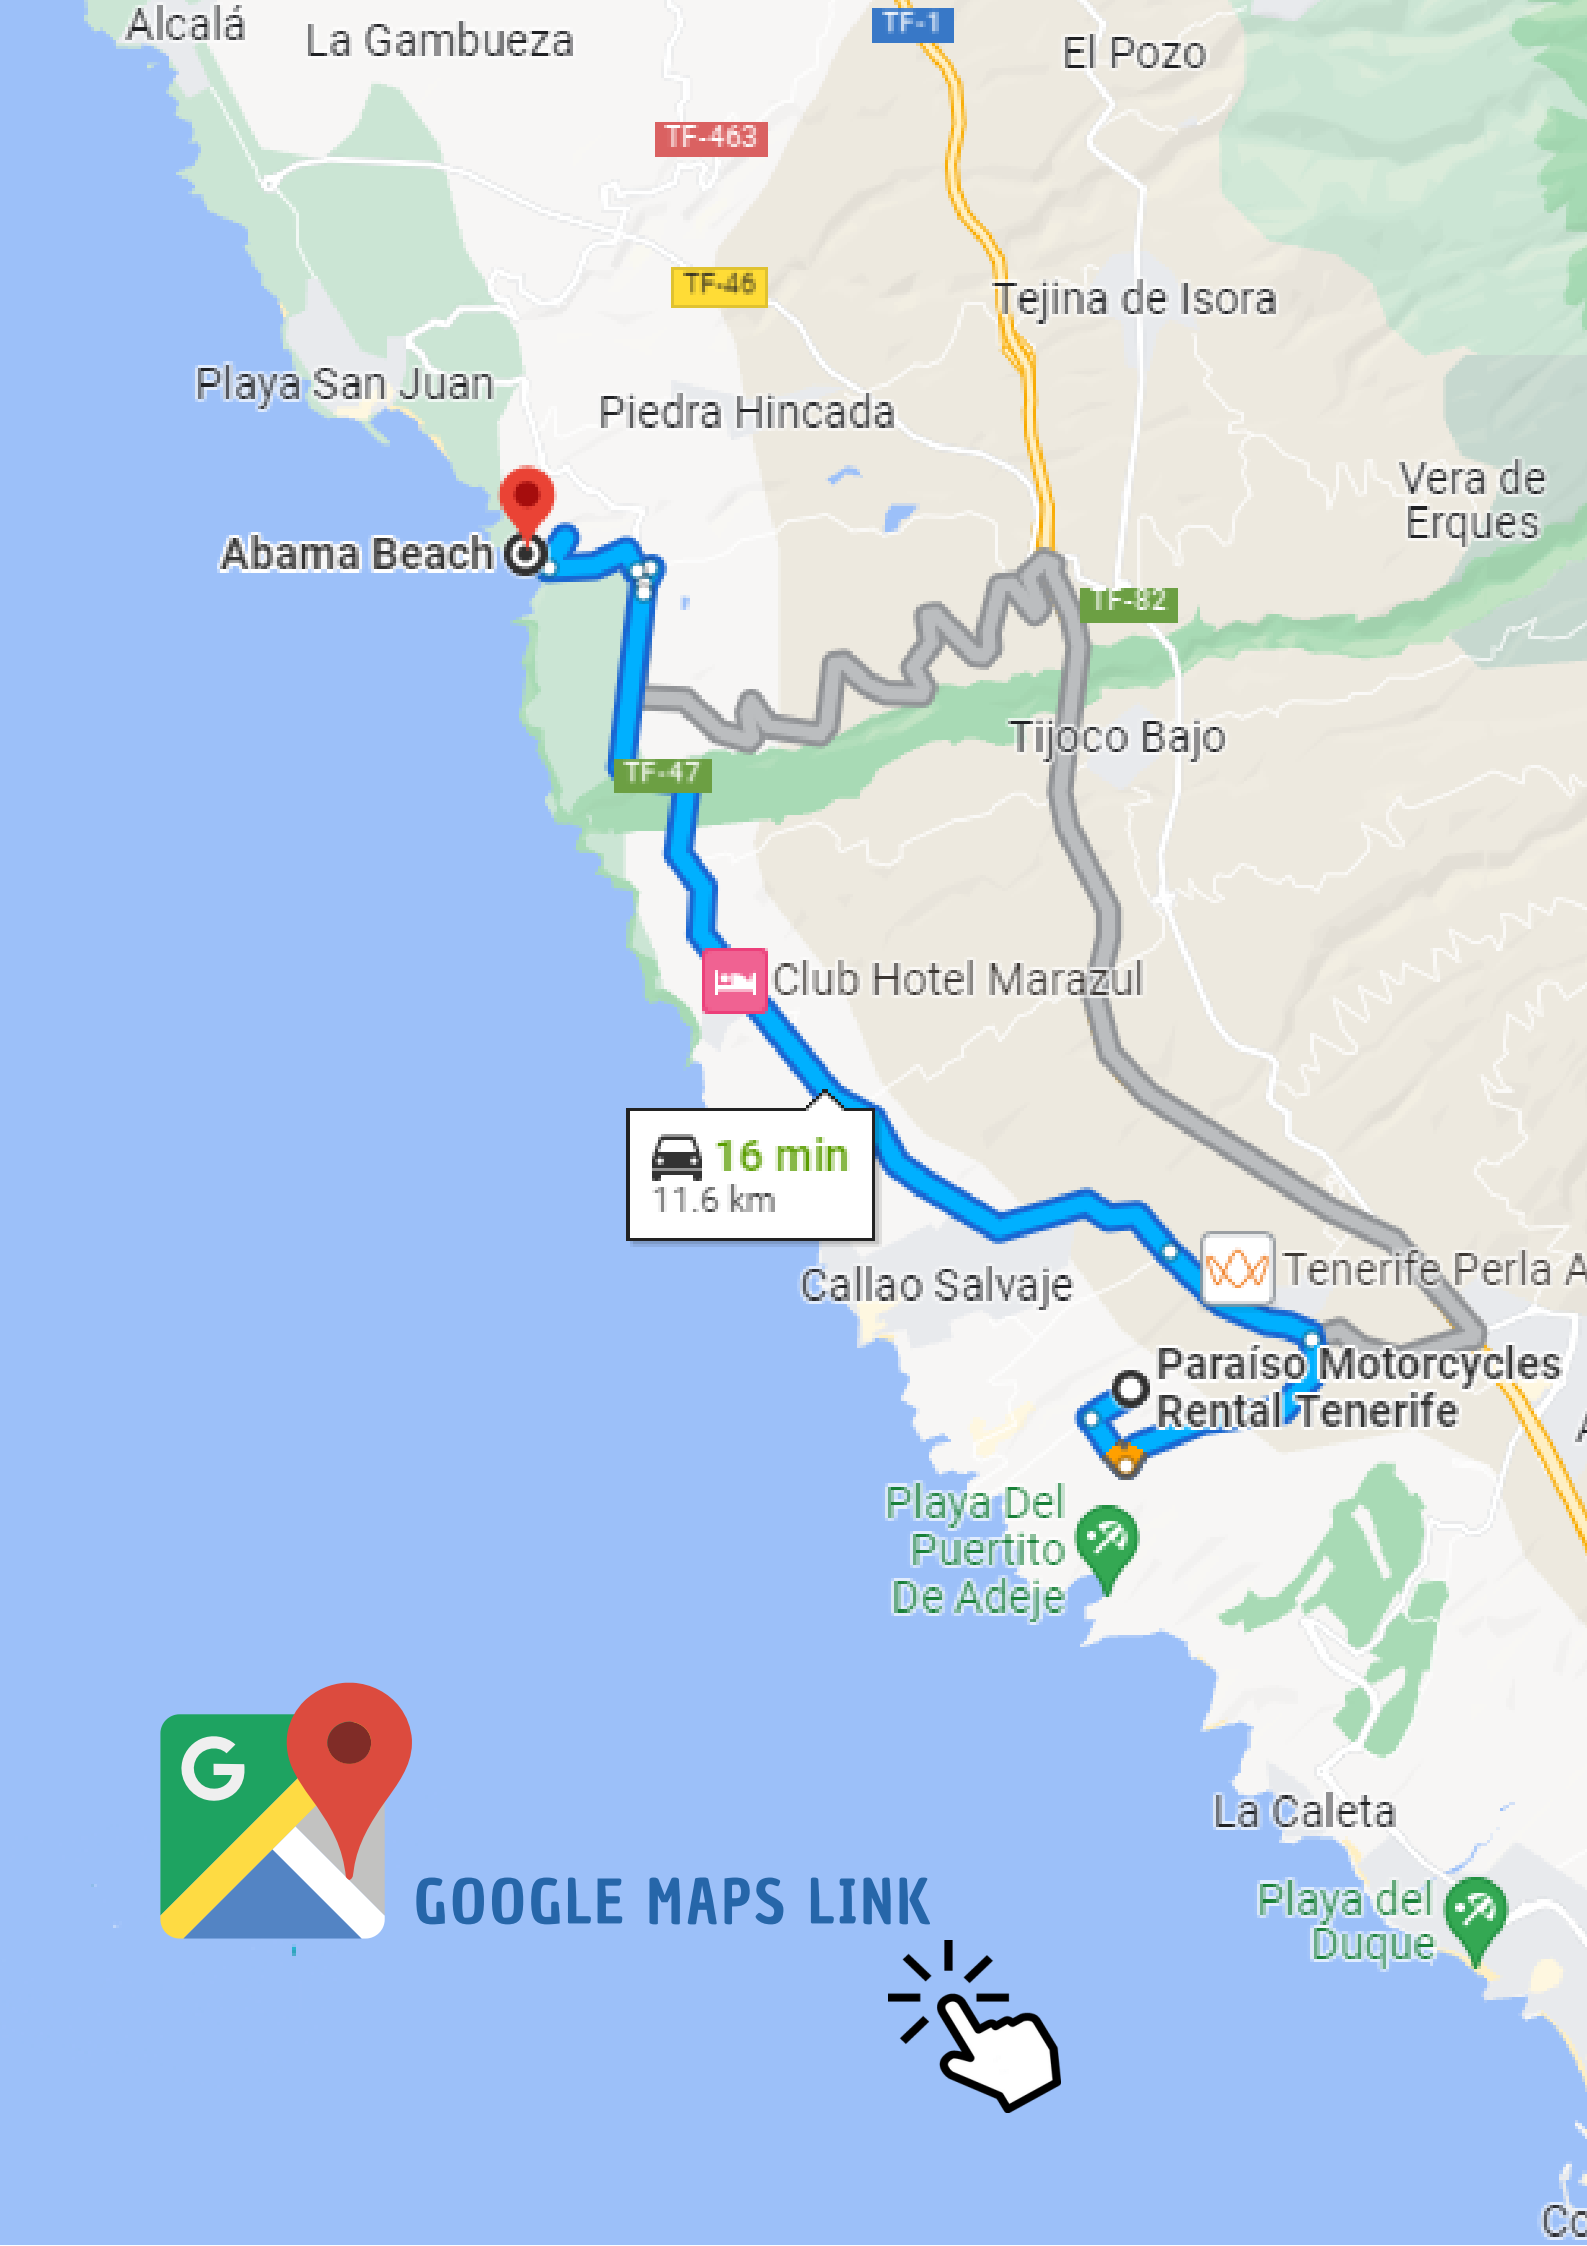 Alcalá
La Gambueza
TF-1
El Pozo
TF-463
TF-46
Tejina de Isora
Playa San Juan
Piedra Hincada
Vera de
Erques
Abama Beach
TF-82
Tijoco Bajo
TF-47
Club Hotel Marazul
16 min
11.6 km
Tenerife Perla A
Callao Salvaje
Paraíso Motorcycles
Rental Tenerife
A
Playa Del
Puertito
De Adeje
G
La Caleta
GOOGLE MAPS LINK
Playa del
Duque
Co